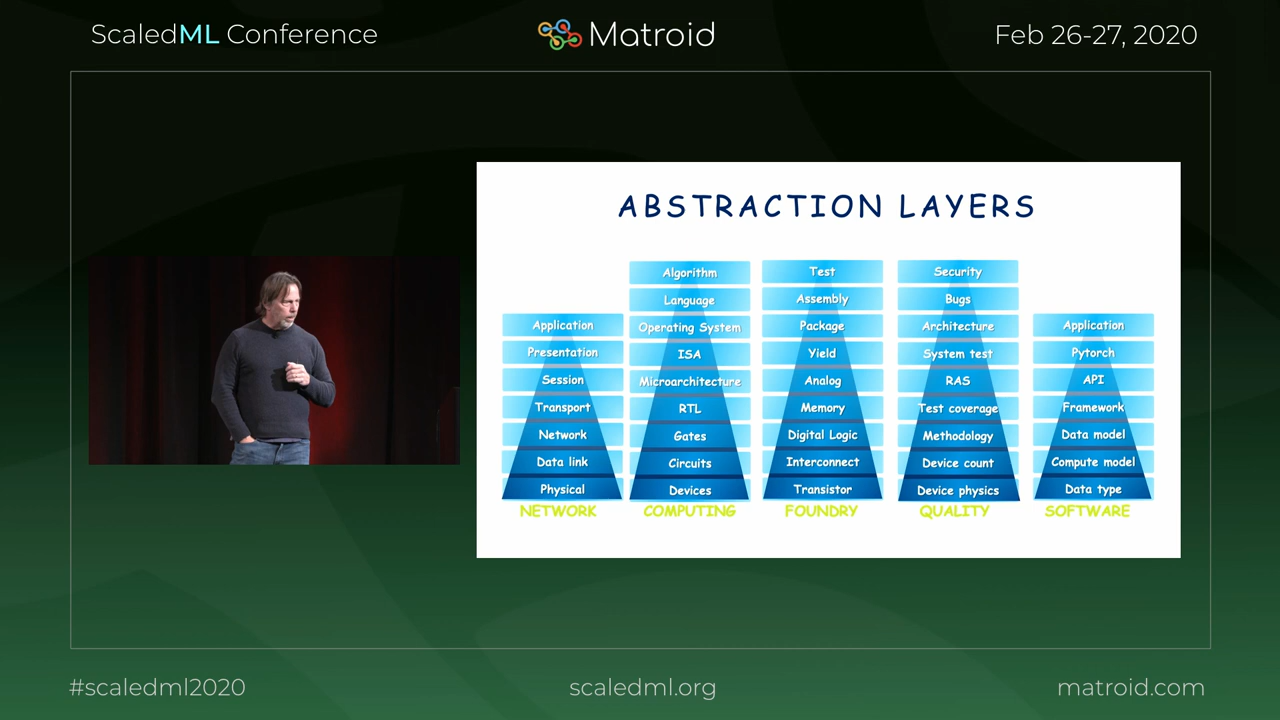 ScaledML Conference
Matroid
Feb 26-27, 2020
ABSTRACTION LAYERS
Application
Presentation
Session
Transport
Network
Data link
Physical
NETWORK
Algorithm
Language
Operating System
ISA
Microarchitecture
RTL
Gates
Circuits
Devices
COMPUTING
Test
Assembly
Package
Yield
Analog
Memory
Digital Logic
Interconnect
Transistor
FOUNDRY
Security
Bugs
Architecture
System test
RAS
Test coverage
Methodology
Device count
Device physics
QUALITY
Application
Pytorch
API
Framework
Data model
Compute model
Data type
SOFTWARE
#scaledml2020
scaledml.org
matroid.com